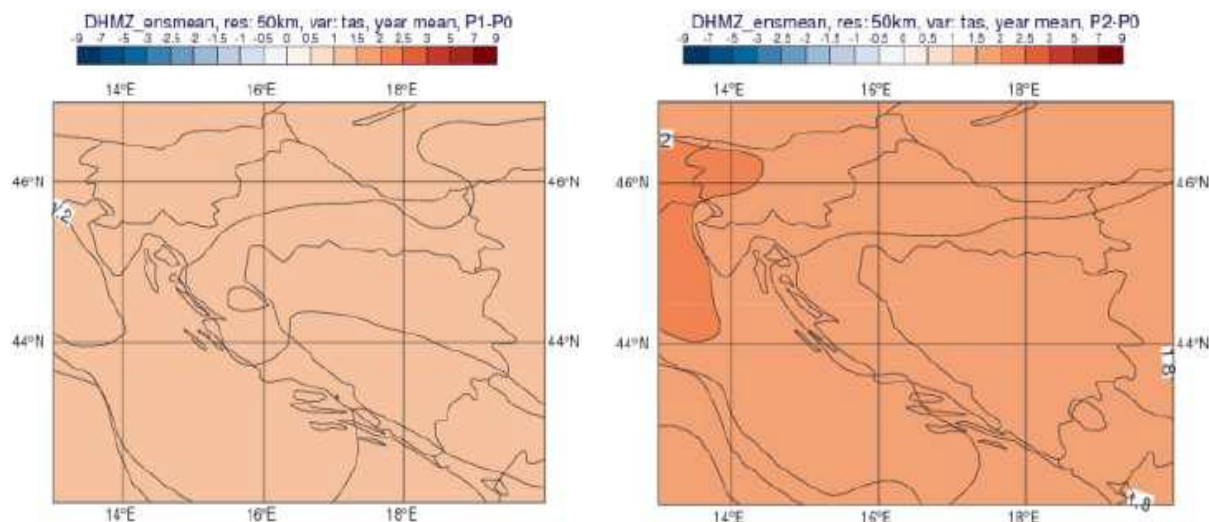 DHMZ_ensmean, res: 50km, var: tas, year mean, P1-P0
-9 -7 -5 -3 -2.5 -2 -1.5 -1 -0.5 0 0.5 1 1.5 2 2.5 3 5 7 9
14°E 16°E 18°E
46°N
44°N
14°E 16°E 18°E
DHMZ_ensmean, res: 50km, var: tas, year mean, P2-P0
-9 -7 -5 -3 -2.5 -2 -1.5 -1 -0.5 0 0.5 1 1.5 2 2.5 3 5 7 9
14°E 16°E 18°E
2
46°N 46°N
44°N 44°N
1.8
1.8
14°E 16°E 18°E